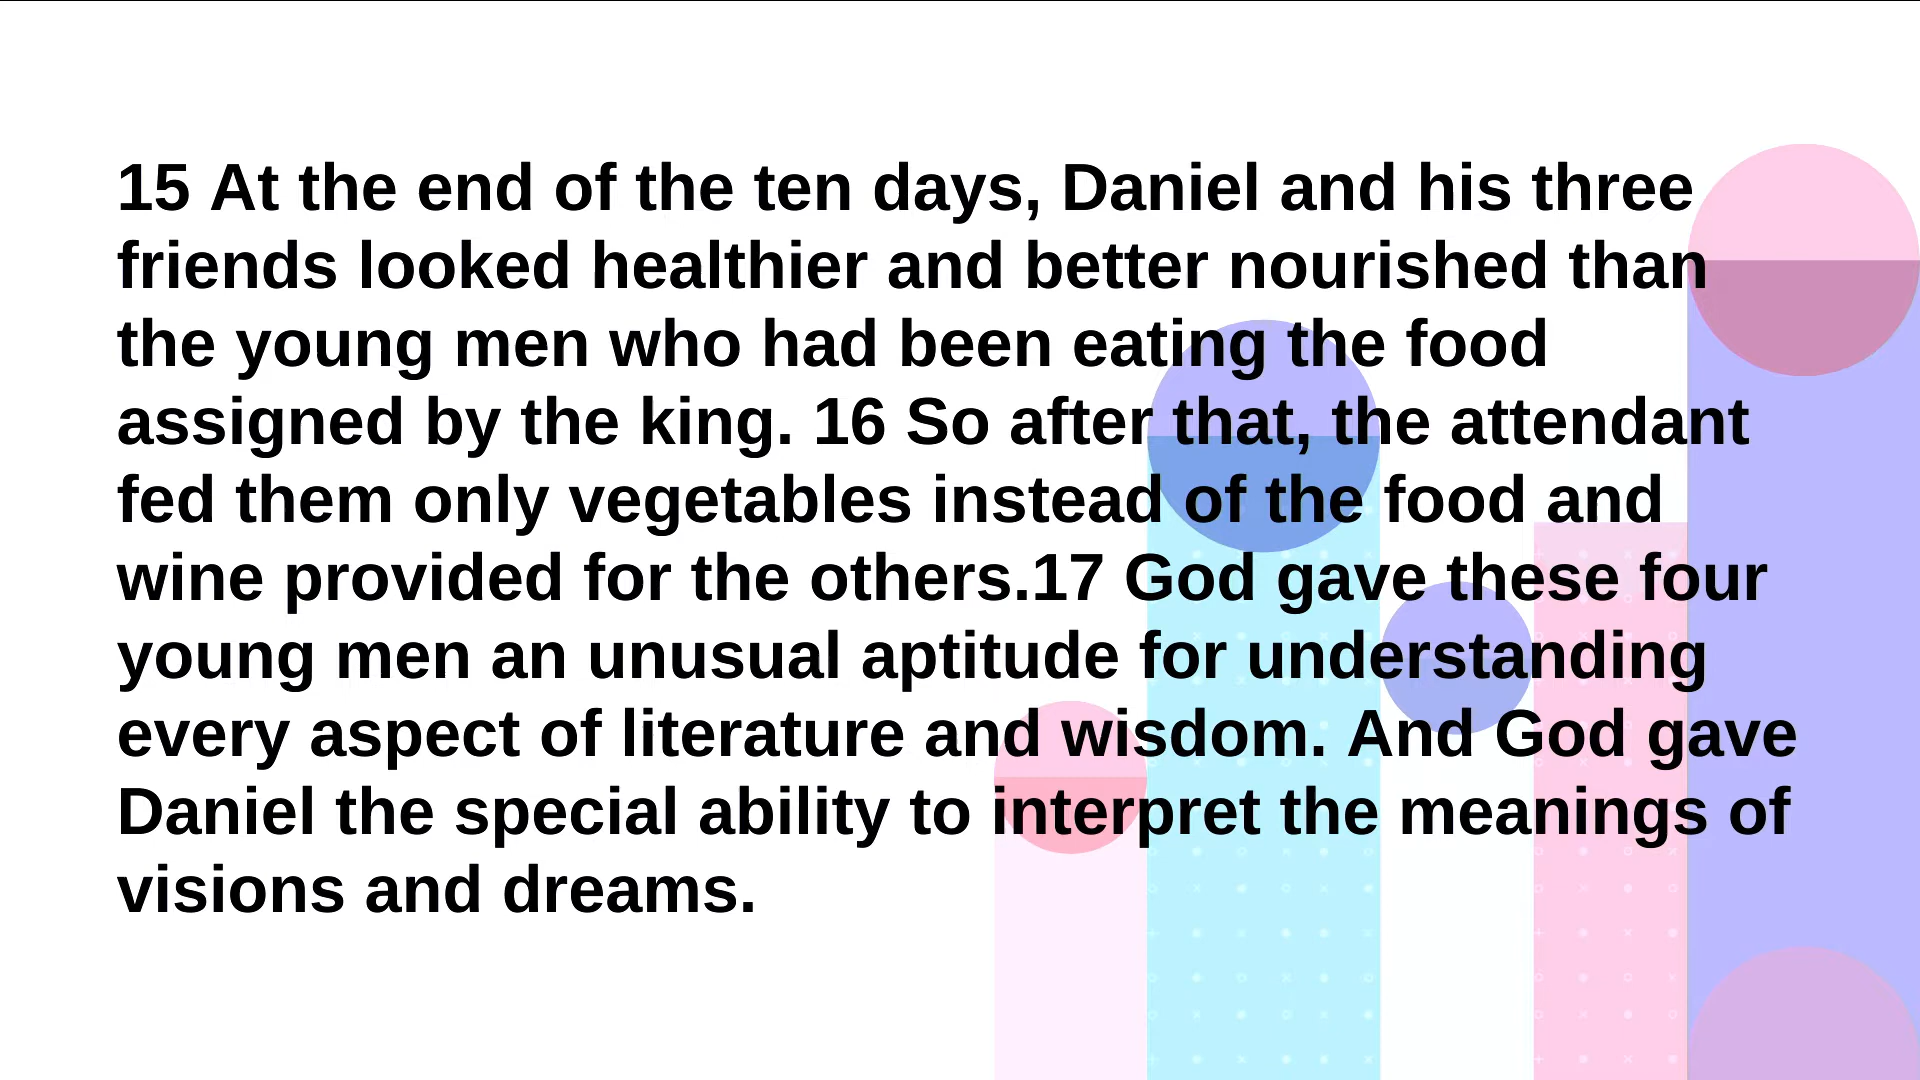 15 At the end of the ten days, Daniel and his three
friends looked healthier and better nourished than
the young men who had been eating the food
assigned by the king. 16 So after that, the attendant
fed them only vegetables instead of the food and
wine provided for the others.17 God gave these four
young men an unusual aptitude for understanding
every aspect of literature and wisdom. And God gave
Daniel the special ability to interpret the meanings of
visions and dreams.